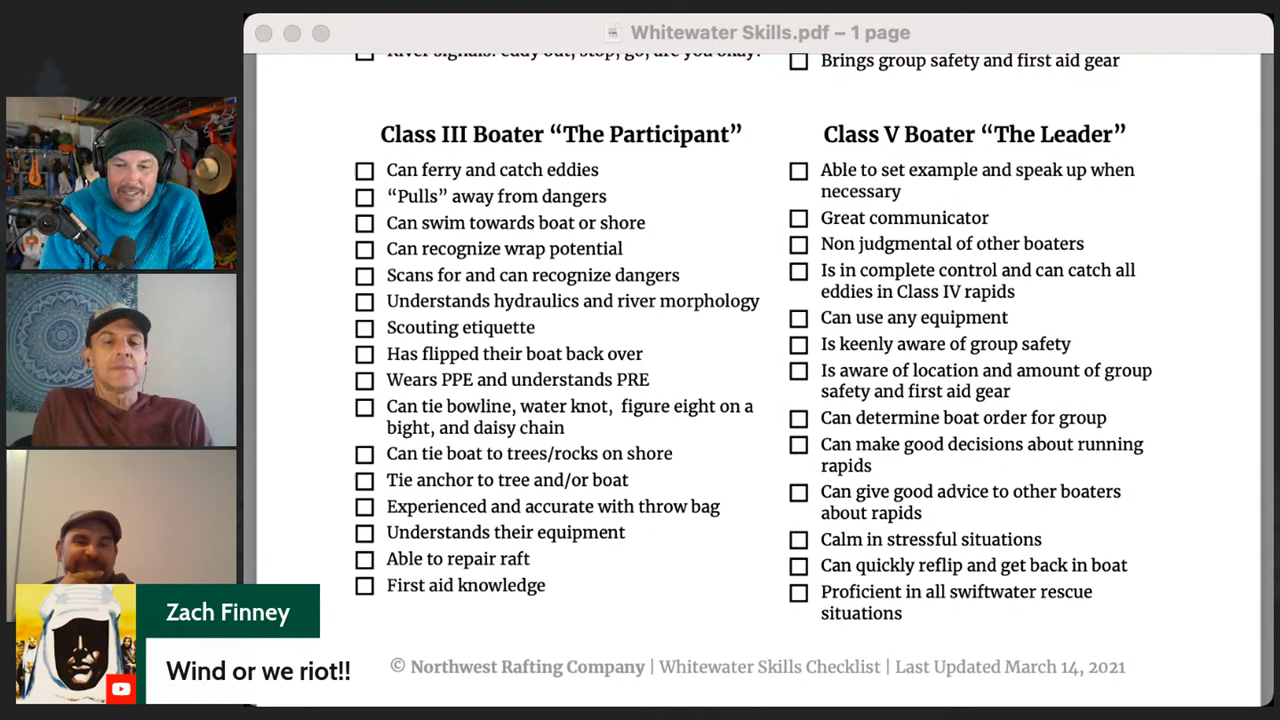 Whitewater Skills.pdf – 1 page
River signals: eddy out, stop, go, are you okay?
Brings group safety and first aid gear
Class III Boater “The Participant”
Can ferry and catch eddies
“Pulls” away from dangers
Can swim towards boat or shore
Can recognize wrap potential
Scans for and can recognize dangers
Understands hydraulics and river morphology
Scouting etiquette
Has flipped their boat back over
Wears PPE and understands PRE
Can tie bowline, water knot,  figure eight on a
bight, and daisy chain
Can tie boat to trees/rocks on shore
Tie anchor to tree and/or boat
Experienced and accurate with throw bag
Understands their equipment
Able to repair raft
First aid knowledge
Class V Boater “The Leader”
Able to set example and speak up when
necessary
Great communicator
Non judgmental of other boaters
Is in complete control and can catch all
eddies in Class IV rapids
Can use any equipment
Is keenly aware of group safety
Is aware of location and amount of group
safety and first aid gear
Can determine boat order for group
Can make good decisions about running
rapids
Can give good advice to other boaters
about rapids
Calm in stressful situations
Can quickly reflip and get back in boat
Proficient in all swiftwater rescue
situations
© Northwest Rafting Company | Whitewater Skills Checklist | Last Updated March 14, 2021
Zach Finney
Wind or we riot!!